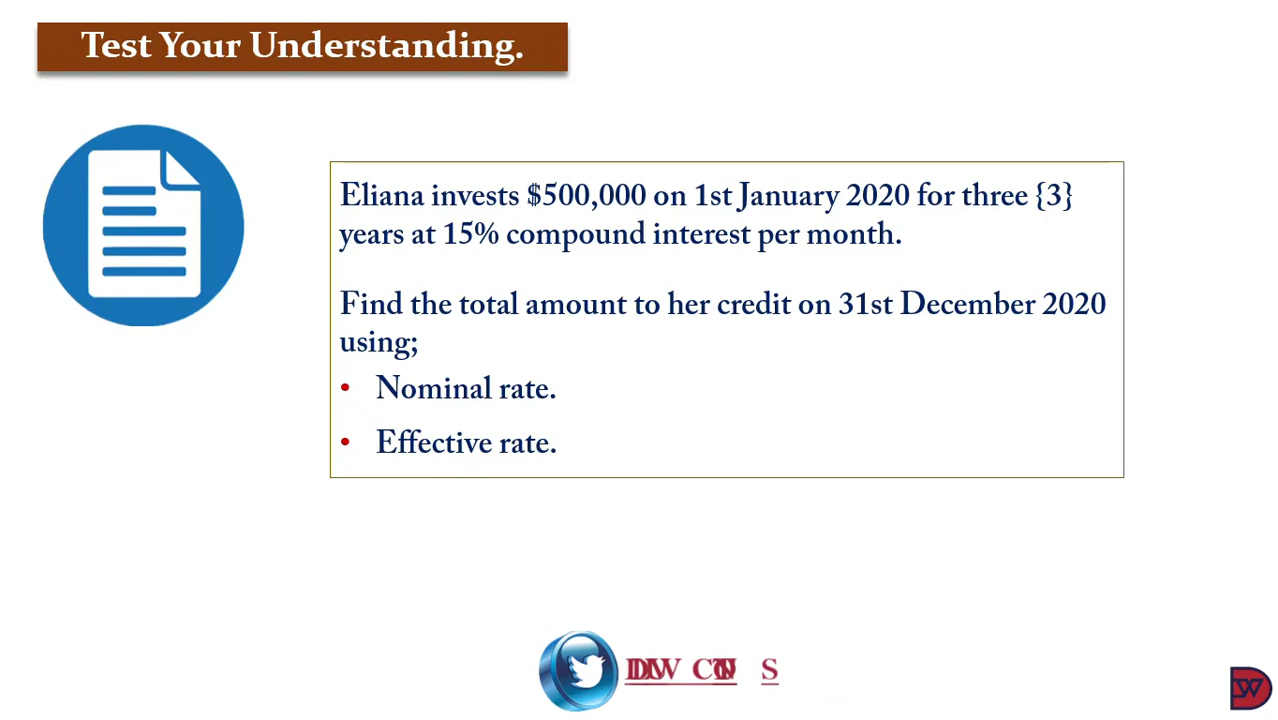 Test Your Understanding.
Eliana invests $500,000 on 1st January 2020 for three {3}
years at 15% compound interest per month.
Find the total amount to her credit on 31st December 2020
using;
• Nominal rate.
• Effective rate.